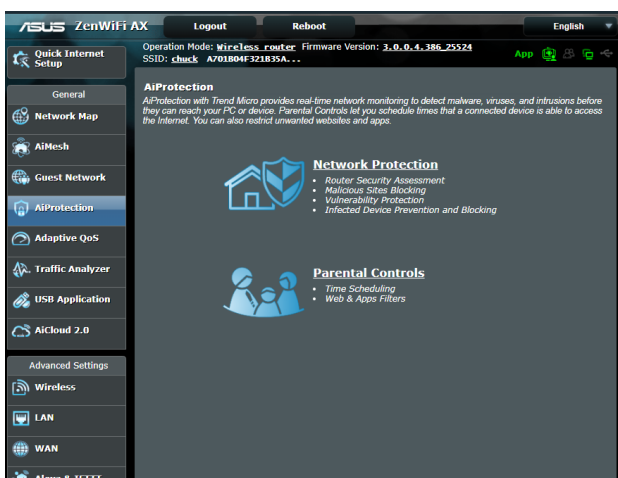 ASUS ZenWiFi AX Logout Reboot English
Quick Internet Setup
Operation Mode: Wireless router Firmware Version: 3.0.0.4.386_25524
SSID: chuck A701B04F321B35A...
App
General
Network Map
AiMesh
Guest Network
AiProtection
Adaptive QoS
Traffic Analyzer
USB Application
AiCloud 2.0
Advanced Settings
Wireless
LAN
WAN
AiProtection
AiProtection with Trend Micro provides real-time network monitoring to detect malware, viruses, and intrusions before
they can reach your PC or device. Parental Controls let you schedule times that a connected device is able to access
the Internet. You can also restrict unwanted websites and apps.
Network Protection
• Router Security Assessment
• Malicious Sites Blocking
• Vulnerability Protection
• Infected Device Prevention and Blocking
Parental Controls
• Time Scheduling
• Web & Apps Filters